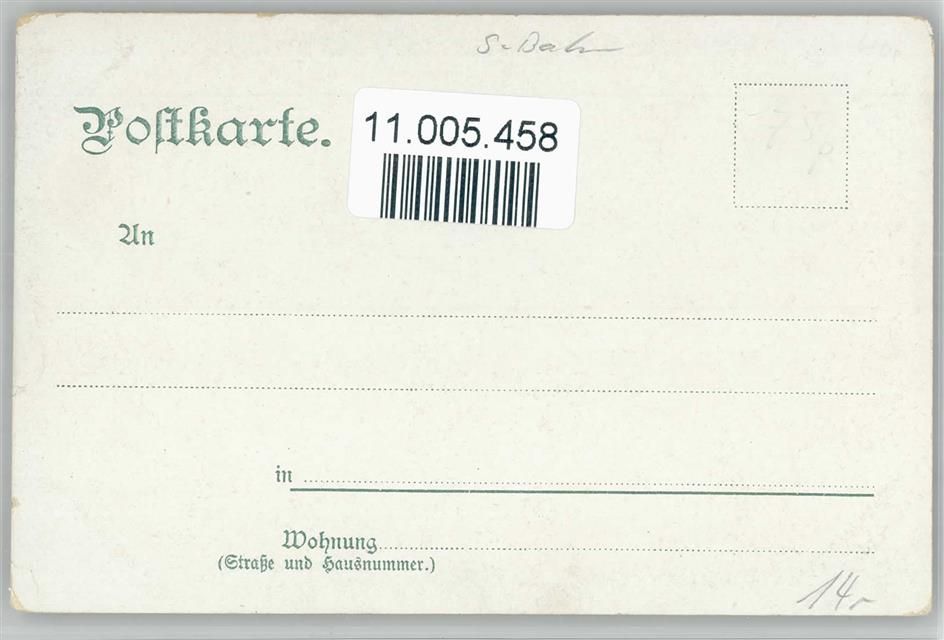 S-Bahn
Postkarte.
11.005.458
An
in
Wohnung
(Straße und Hausnummer.)
14,-